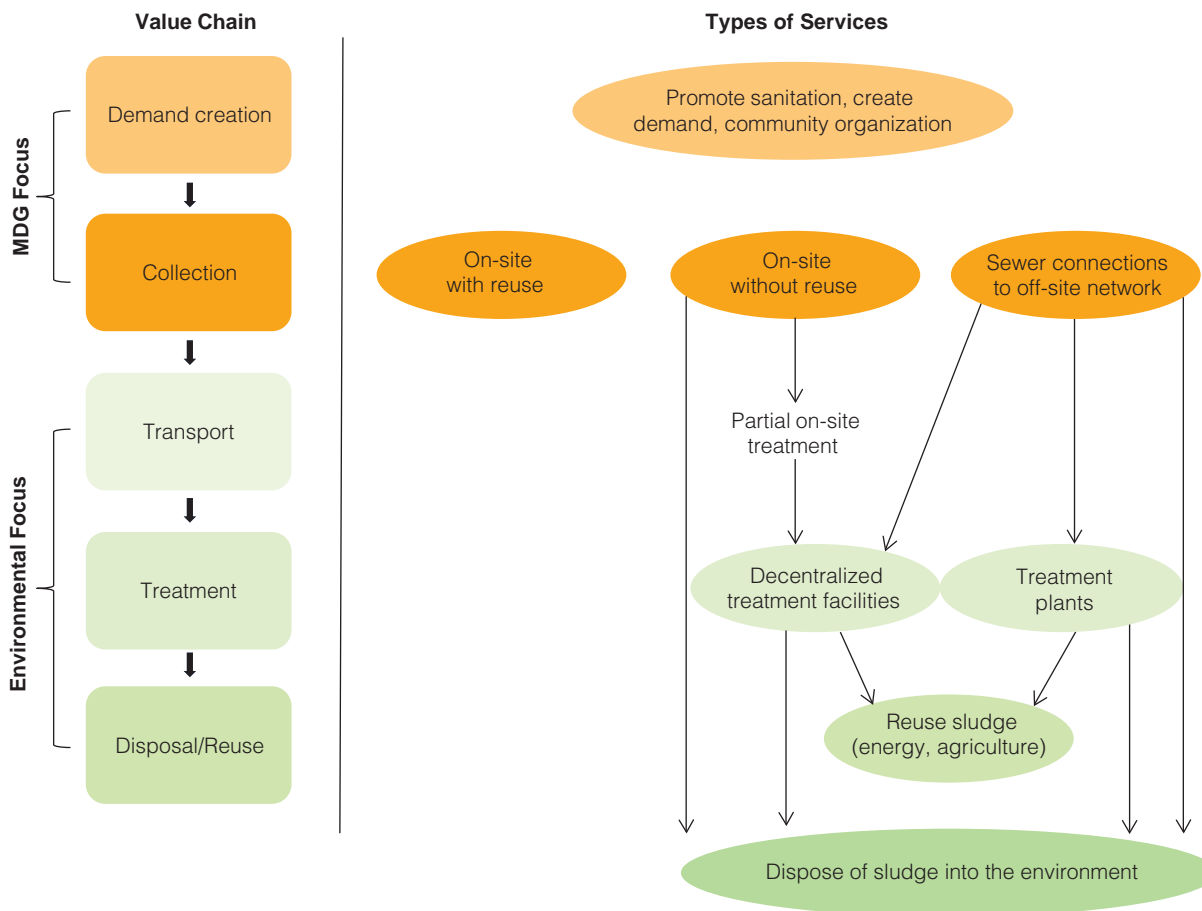 Value Chain
Types of Services
MDG Focus
Demand creation
Promote sanitation, create
demand, community organization
Collection
On-site
with reuse
On-site
without reuse
Sewer connections
to off-site network
Environmental Focus
Transport
Partial on-site
treatment
Treatment
Decentralized
treatment facilities
Treatment
plants
Disposal/Reuse
Reuse sludge
(energy, agriculture)
Dispose of sludge into the environment